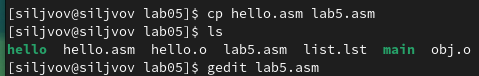 [siljvov@siljvov lab05]$ cp hello.asm lab5.asm
[siljvov@siljvov lab05]$ ls
hello  hello.asm  hello.o  lab5.asm  list.lst  main  obj.o
[siljvov@siljvov lab05]$ gedit lab5.asm